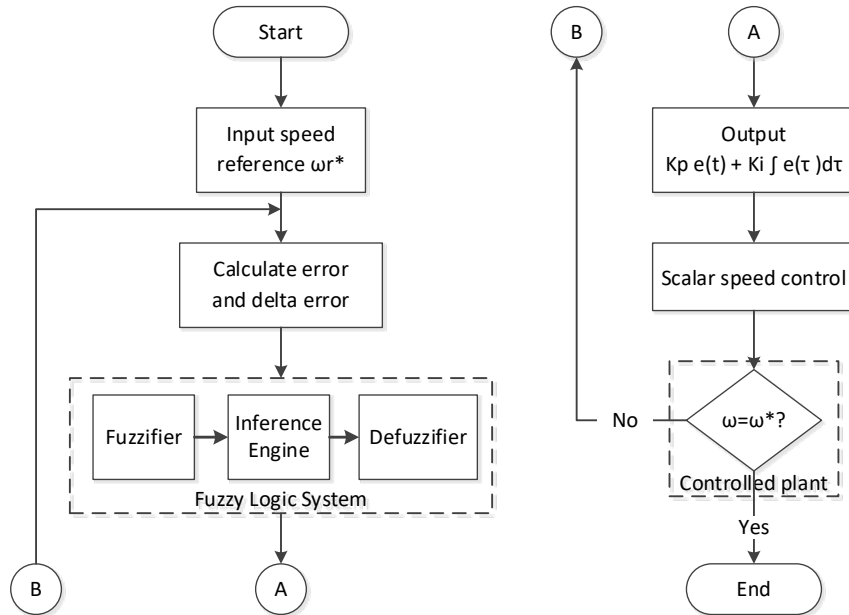 Start
Input speed
reference ωr*
Calculate error
and delta error
Fuzzifier
Inference
Engine
Defuzzifier
Fuzzy Logic System
B
A
B
A
Output
Kp e(t) + Ki ∫ e(τ )dτ
Scalar speed control
No
ω=ω*?
Controlled plant
Yes
End